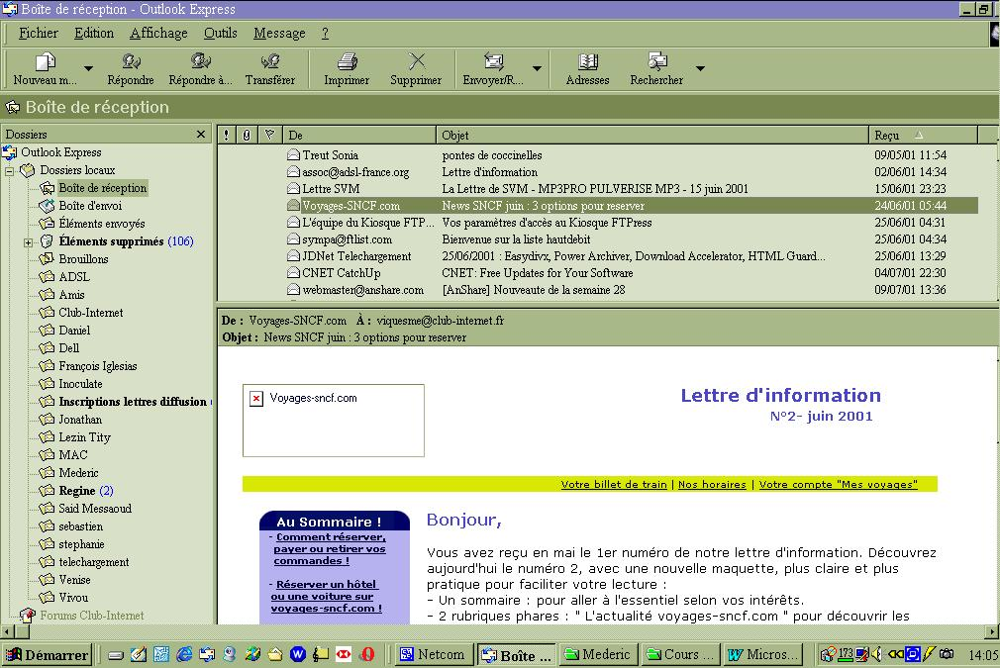 Boîte de réception - Outlook Express
Fichier Edition Affichage Outils Message ?
Nouveau m... Répondre Répondre à... Transférer Imprimer Supprimer Envoyer/R... Adresses Rechercher
Boîte de réception
Dossiers
Outlook Express
Dossiers locaux
Boîte de réception
Boîte d'envoi
Éléments envoyés
Éléments supprimés (106)
Brouillons
ADSL
Amis
Club-Internet
Daniel
Dell
François Iglesias
Inoculate
Inscriptions lettres diffusion
Jonathan
Lezin Tity
MAC
Mederic
Regine (2)
Said Messaoud
sebastien
stephanie
telechargement
Venise
Vivou
Forums Club-Internet
! De Objet Reçu
Treut Sonia pontes de coccinelles 09/05/01 11:54
assoc@adsl-france.org Lettre d'information 02/06/01 14:34
Lettre SVM La Lettre de SVM - MP3PRO PULVERISE MP3 - 15 juin 2001 15/06/01 23:23
Voyages-SNCF.com News SNCF juin : 3 options pour reserver 24/06/01 05:44
L'équipe du Kiosque FTP... Vos paramètres d'accès au Kiosque FTPress 25/06/01 04:31
sympa@ftlist.com Bienvenue sur la liste hautdebit 25/06/01 04:34
JDNet Telechargement 25/06/2001 : Easydivx, Power Archiver, Download Accelerator, HTML Guard... 25/06/01 13:29
CNET CatchUp CNET: Free Updates for Your Software 04/07/01 22:30
webmaster@anshare.com [AnShare] Nouveaute de la semaine 28 09/07/01 13:36
De : Voyages-SNCF.com À : viquesme@club-internet.fr
Objet : News SNCF juin : 3 options pour reserver
Voyages-sncf.com
Lettre d'information
N°2- juin 2001
Votre billet de train | Nos horaires | Votre compte "Mes voyages"
Au Sommaire !
- Comment réserver,
payer ou retirer vos
commandes !
- Réserver un hôtel
ou une voiture sur
voyages-sncf.com !
Bonjour,
Vous avez reçu en mai le 1er numéro de notre lettre d'information. Découvrez
aujourd'hui le numéro 2, avec une nouvelle maquette, plus claire et plus
pratique pour faciliter votre lecture :
- Un sommaire : pour aller à l'essentiel selon vos intérêts.
- 2 rubriques phares : " L'actualité voyages-sncf.com " pour découvrir les
Démarrer Netcom Boîte ... Mederic Cours ... Micros... 173 14:05